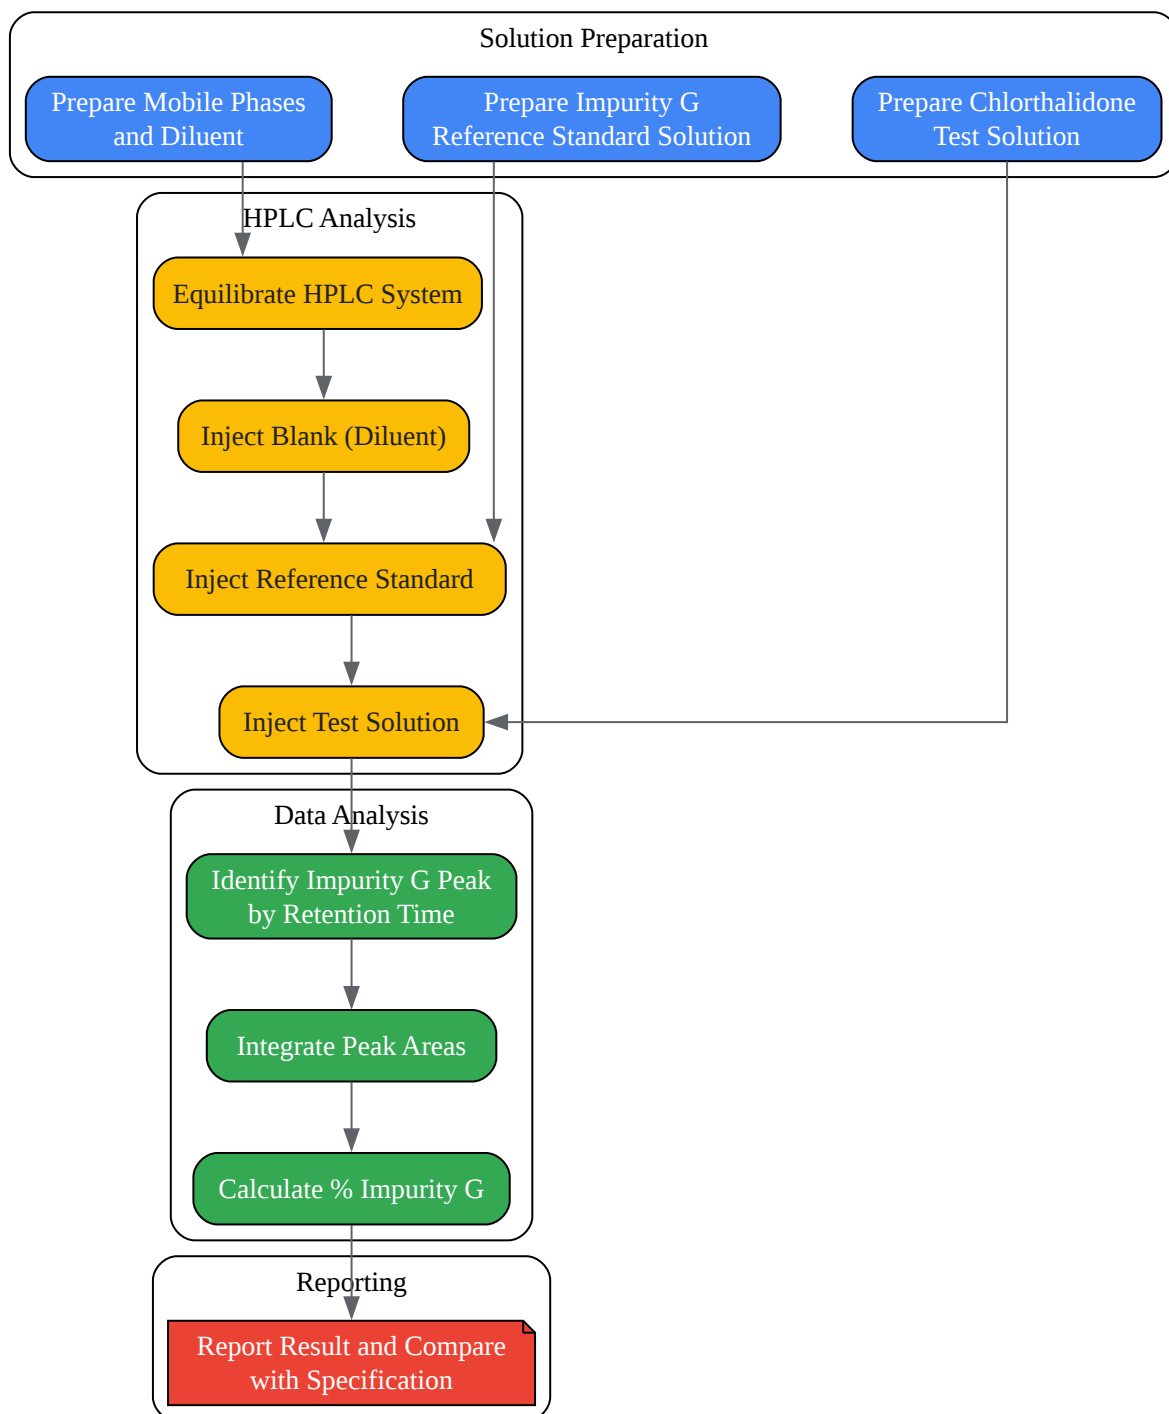 Solution Preparation
Prepare Mobile Phases
and Diluent
Prepare Impurity G
Reference Standard Solution
Prepare Chlorthalidone
Test Solution
HPLC Analysis
Equilibrate HPLC System
Inject Blank (Diluent)
Inject Reference Standard
Inject Test Solution
Data Analysis
Identify Impurity G Peak
by Retention Time
Integrate Peak Areas
Calculate % Impurity G
Reporting
Report Result and Compare
with Specification